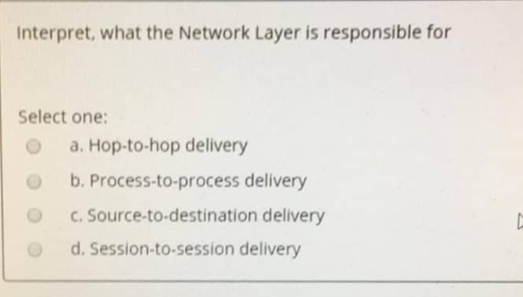 Interpret, what the Network Layer is responsible for
Select one:
a. Hop-to-hop delivery
b. Process-to-process delivery
c. Source-to-destination delivery
d. Session-to-session delivery